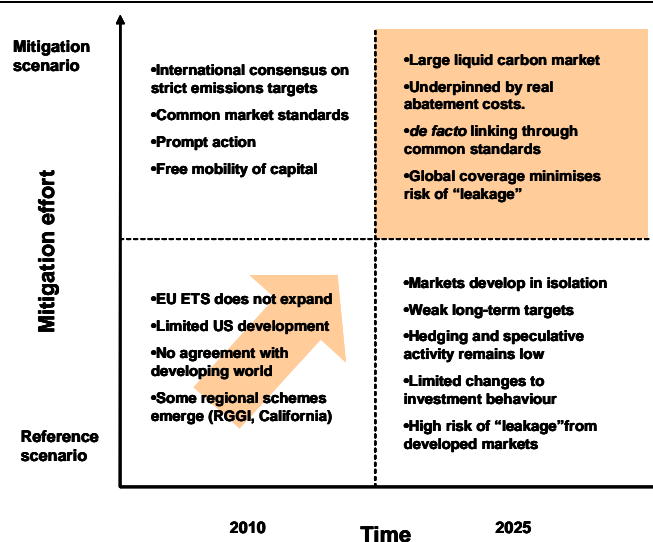 Mitigation
scenario
•International consensus on
strict emissions targets
•Common market standards
•Prompt action
•Free mobility of capital
•Large liquid carbon market
•Underpinned by real
abatement costs.
•de facto linking through
common standards
•Global coverage minimises
risk of “leakage”
Mitigation effort
•EU ETS does not expand
•Limited US development
•No agreement with
developing world
•Some regional schemes
emerge (RGGI, California)
•Markets develop in isolation
•Weak long-term targets
•Hedging and speculative
activity remains low
•Limited changes to
investment behaviour
•High risk of “leakage”from
developed markets
Reference
scenario
2010
Time
2025